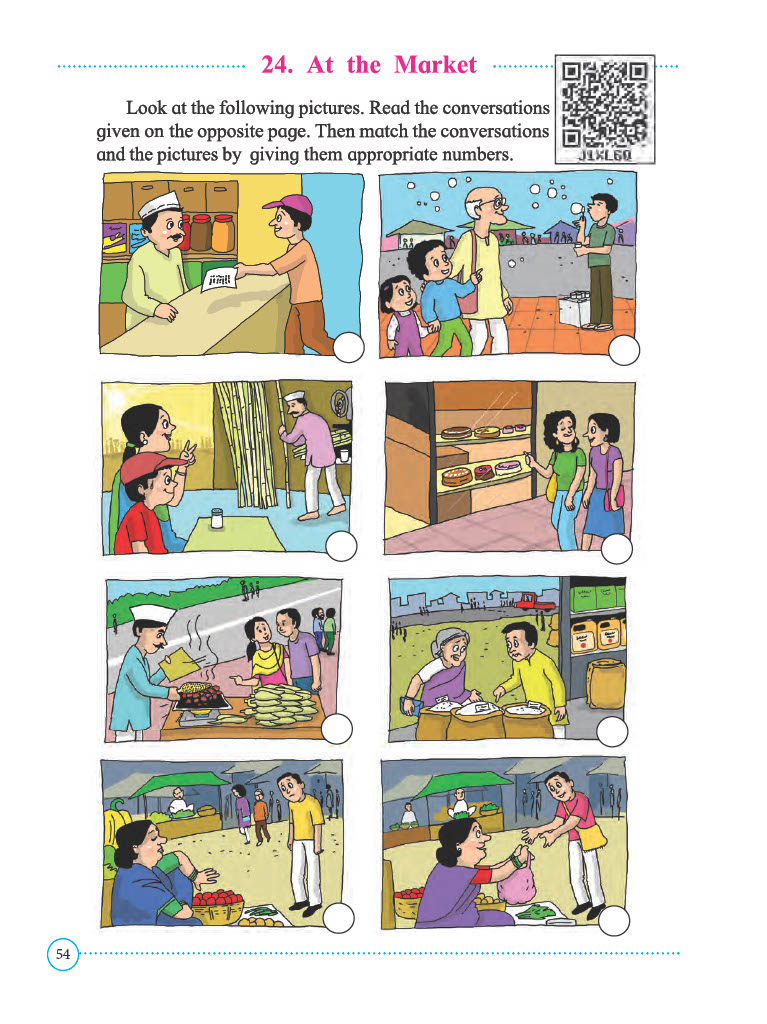 24. At the Market
J1XL6Q
Look at the following pictures. Read the conversations
given on the opposite page. Then match the conversations
and the pictures by giving them appropriate numbers.
54